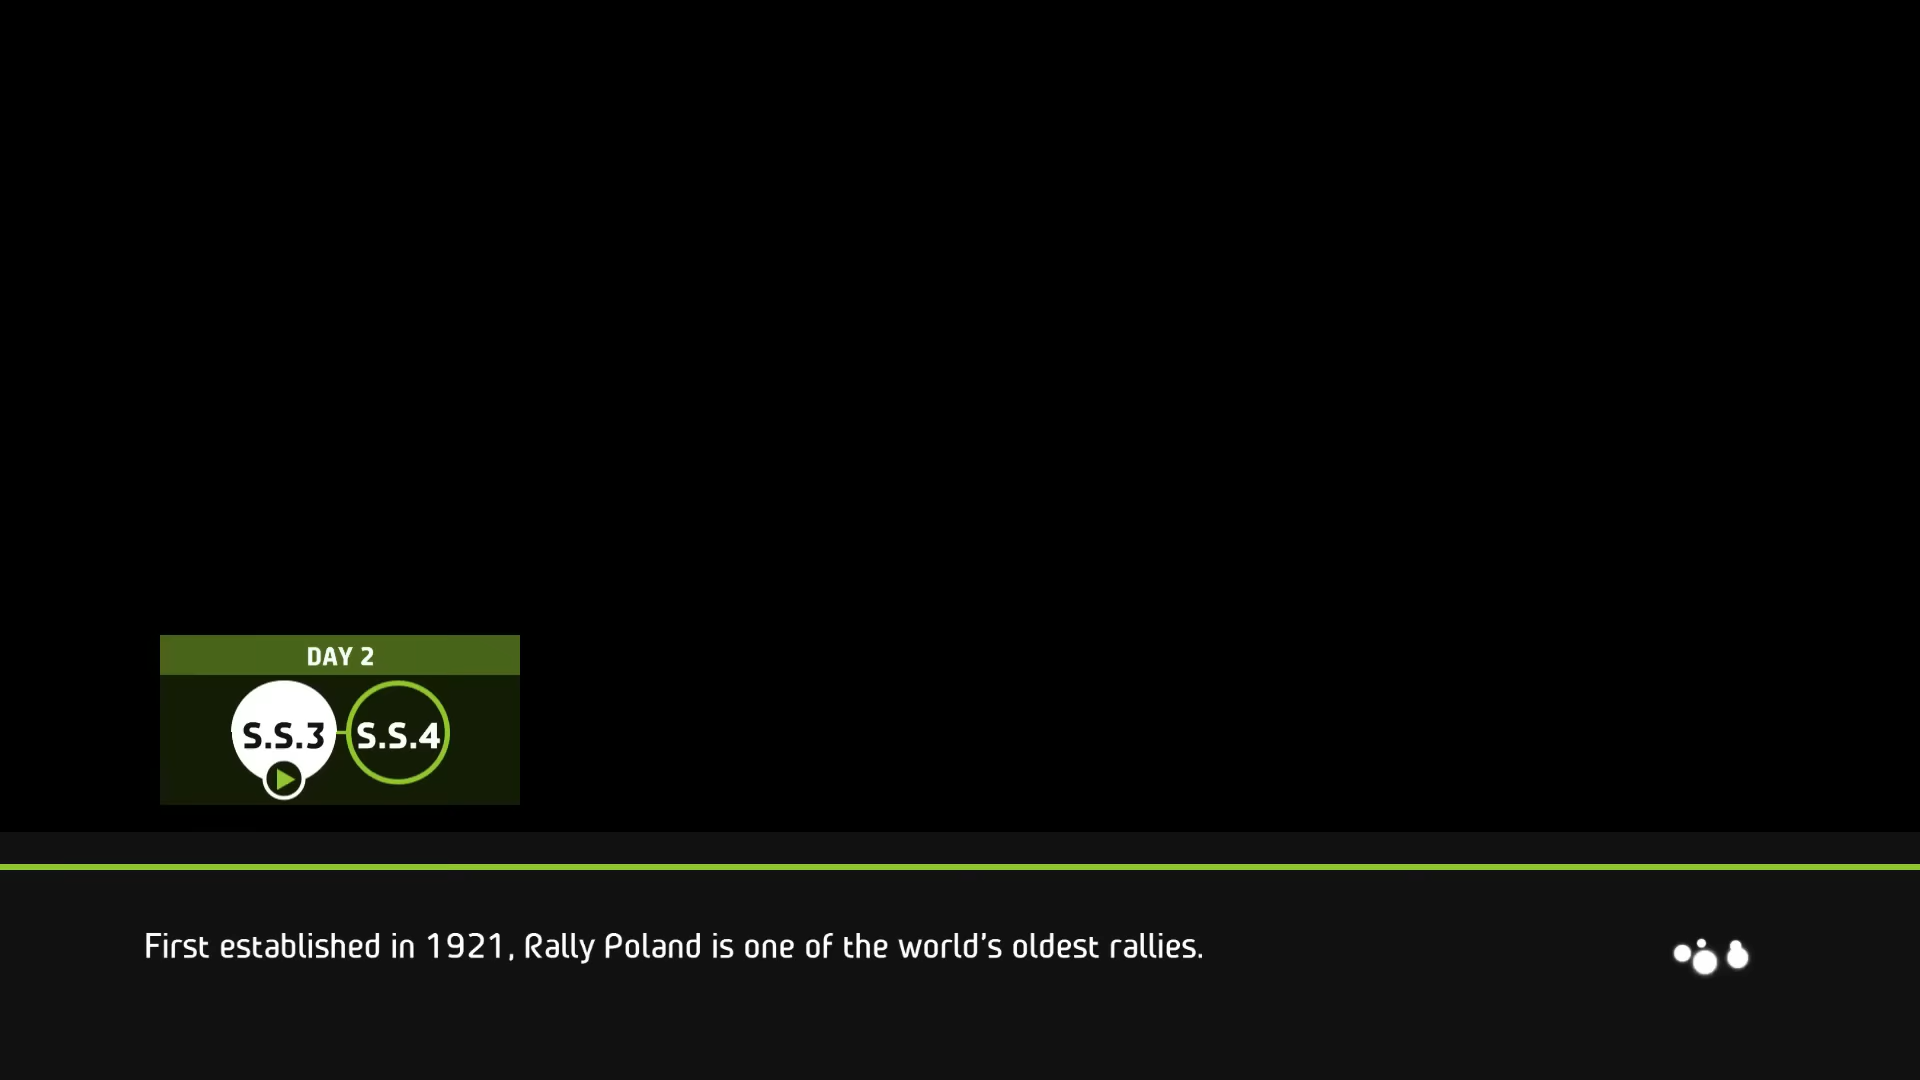 DAY 2
S.S.3 S.S.4
First established in 1921, Rally Poland is one of the world's oldest rallies.